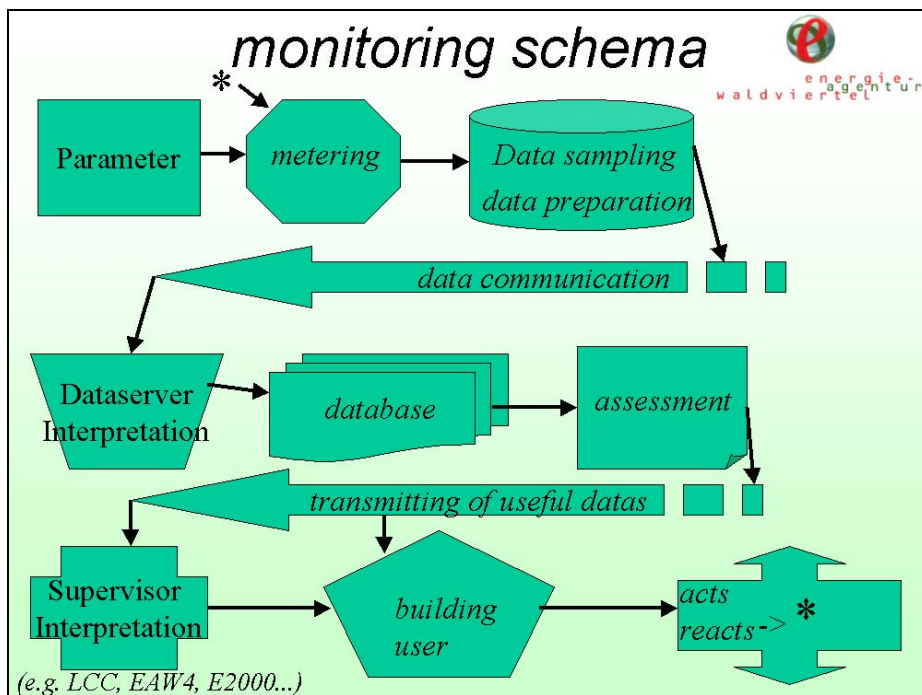 monitoring schema
energie-
agentur
waldviertel
*
Parameter
metering
Data sampling
data preparation
data communication
Dataserver
Interpretation
database
assessment
transmitting of useful datas
Supervisor
Interpretation
building
user
acts
reacts -> *
(e.g. LCC, EAW4, E2000...)